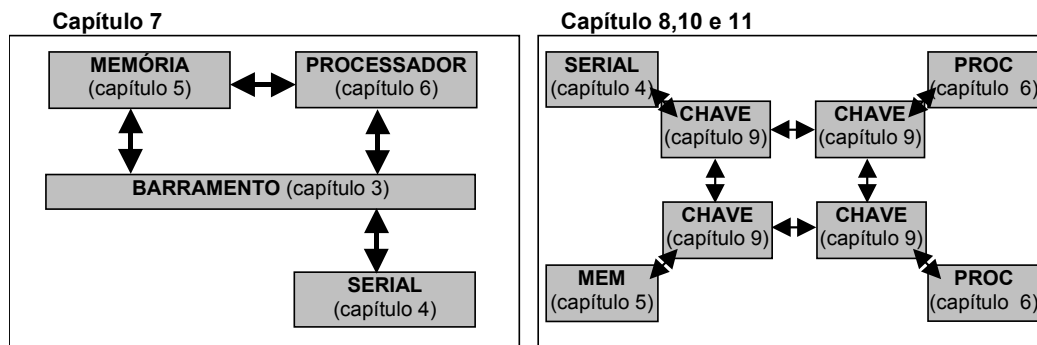 Capítulo 7
MEMÓRIA
(capítulo 5)
PROCESSADOR
(capítulo 6)
BARRAMENTO (capítulo 3)
SERIAL
(capítulo 4)
Capítulo 8,10 e 11
SERIAL
(capítulo 4)
PROC
(capítulo 6)
CHAVE
(capítulo 9)
CHAVE
(capítulo 9)
CHAVE
(capítulo 9)
CHAVE
(capítulo 9)
MEM
(capítulo 5)
PROC
(capítulo 6)